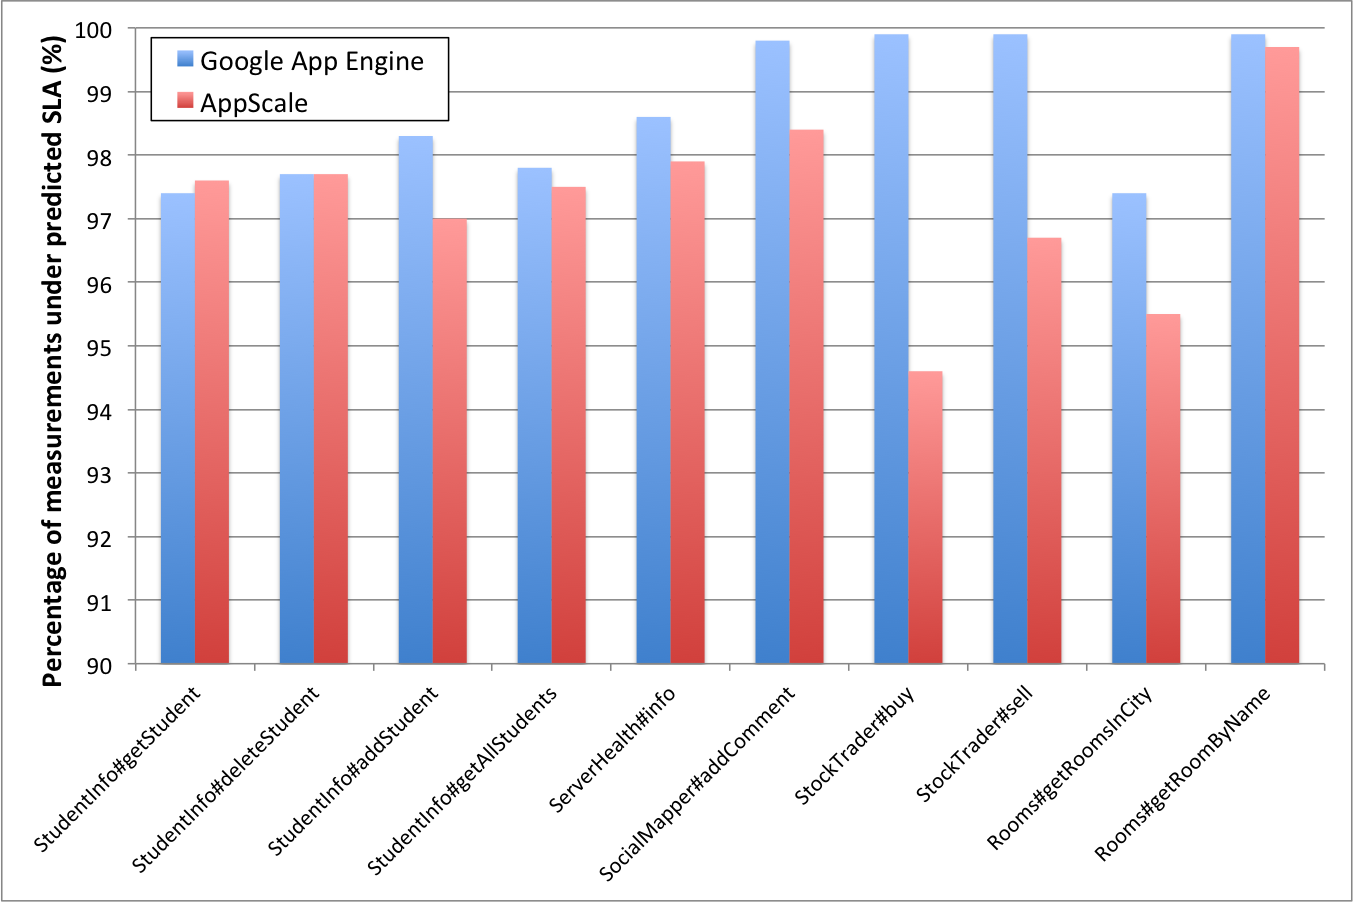 Percentage of measurements under predicted SLA (%)
100
99
98
97
96
95
94
93
92
91
90
Google App Engine
AppScale
StudentInfo#getStudent
StudentInfo#deleteStudent
StudentInfo#addStudent
StudentInfo#getAllStudents
ServerHealth#info
SocialMapper#addComment
StockTrader#buy
StockTrader#sell
Rooms#getRoomsInCity
Rooms#getRoomByName